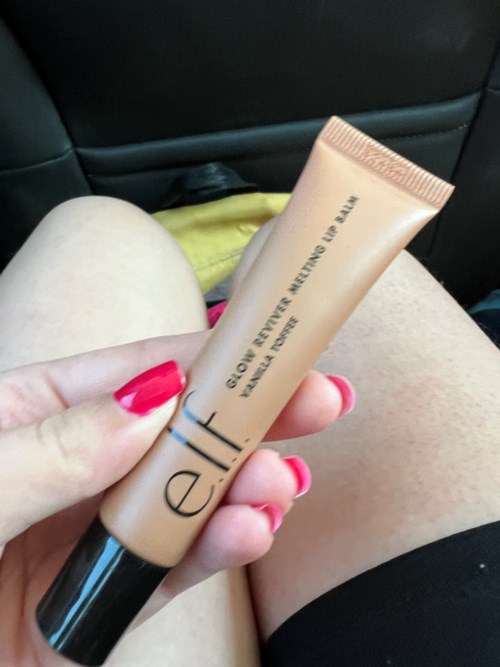 GLOW REVIVER MELTING LIP BALM
VANILLA TOFFEE
e.l.f.